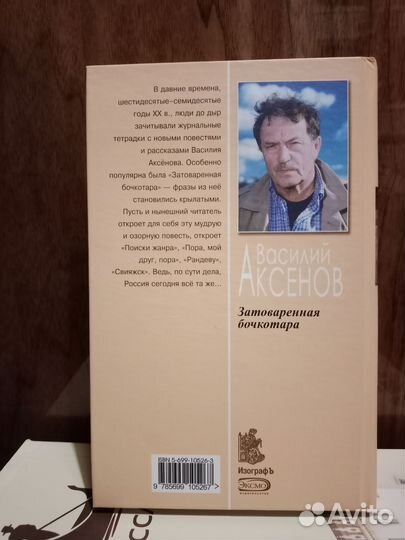 В давние времена,
шестидесятые–семидесятые
годы XX в., люди до дыр
зачитывали журнальные
тетрадки с новыми повестями
и рассказами Василия
Аксёнова. Особенно
популярна была «Затоваренная
бочкотара» — фразы из неё
становились крылатыми.
Пусть и нынешний читатель
откроет для себя эту мудрую
и озорную повесть, откроет
«Поиски жанра», «Пора, мой
друг, пора», «Рандеву»,
«Свияжск». Ведь, по сути дела,
Россия сегодня всё та же...
Василий
Аксенов
Затоваренная
бочкотара
ISBN 5-699-10526-3
9 785699 105267 >
ИзографЪ
ЭКСМО
Avito